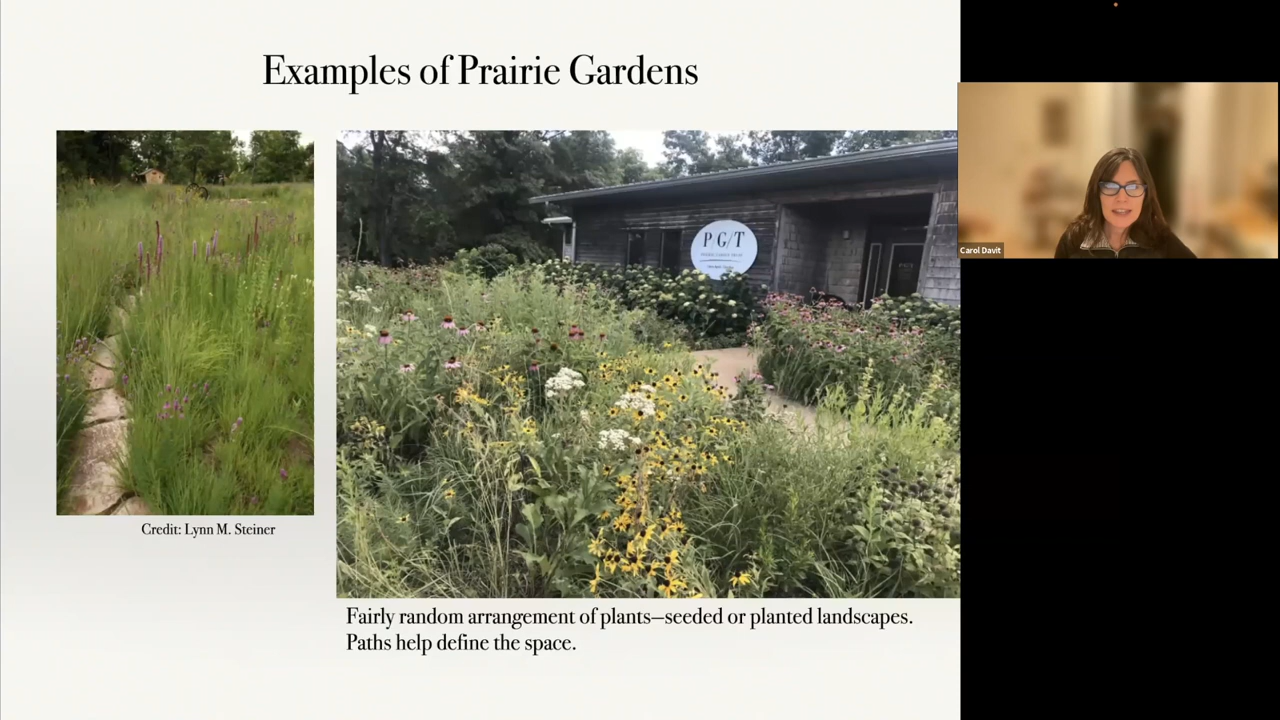 Examples of Prairie Gardens
P G/T
Carol Davit
Credit: Lynn M. Steiner
Fairly random arrangement of plants—seeded or planted landscapes.
Paths help define the space.